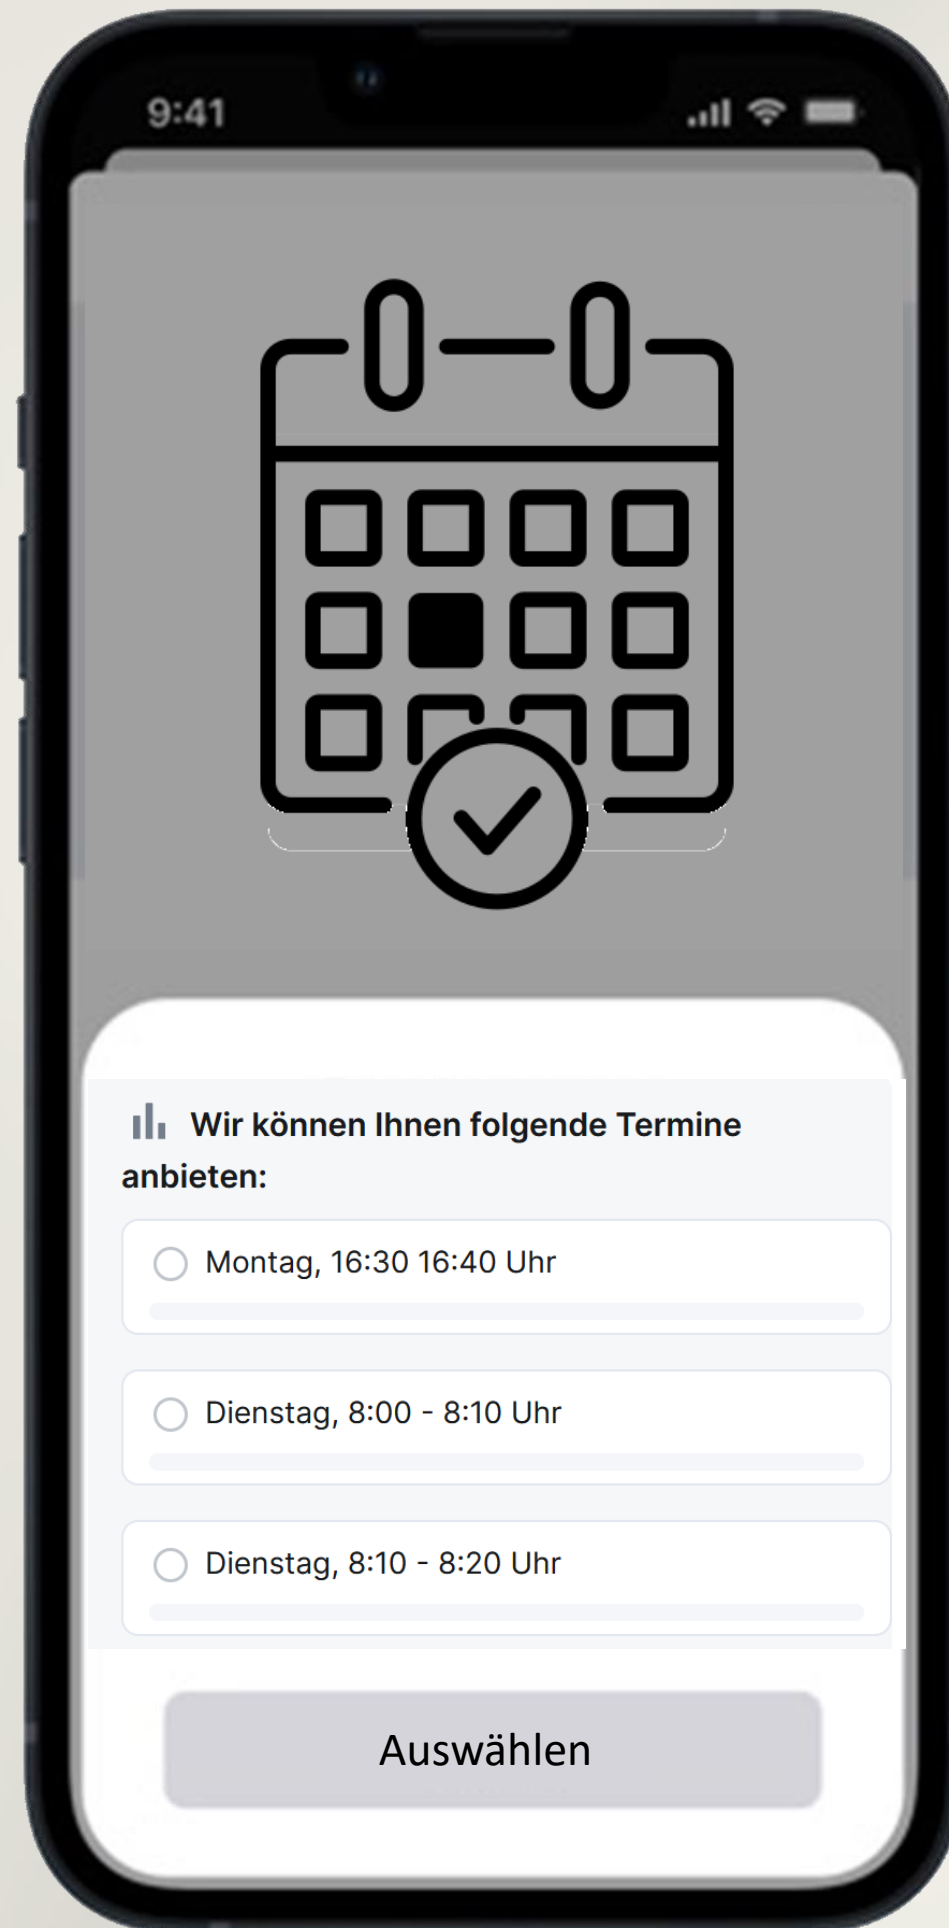 9:41
Wir können Ihnen folgende Termine
anbieten:
Montag, 16:30 16:40 Uhr
Dienstag, 8:00 - 8:10 Uhr
Dienstag, 8:10 - 8:20 Uhr
Auswählen